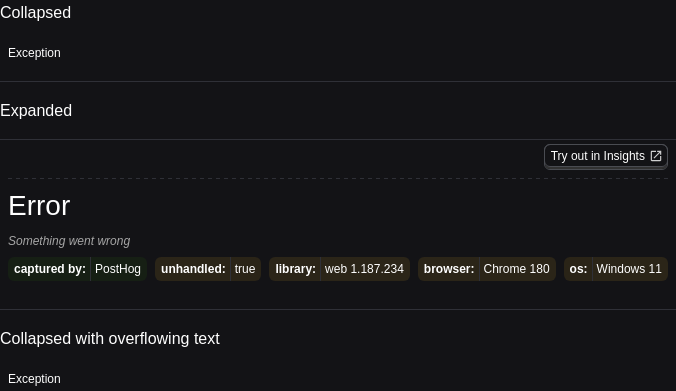 Collapsed
Exception
Expanded
Try out in Insights
Error
Something went wrong
captured by: PostHog unhandled: true library: web 1.187.234 browser: Chrome 180 os: Windows 11
Collapsed with overflowing text
Exception